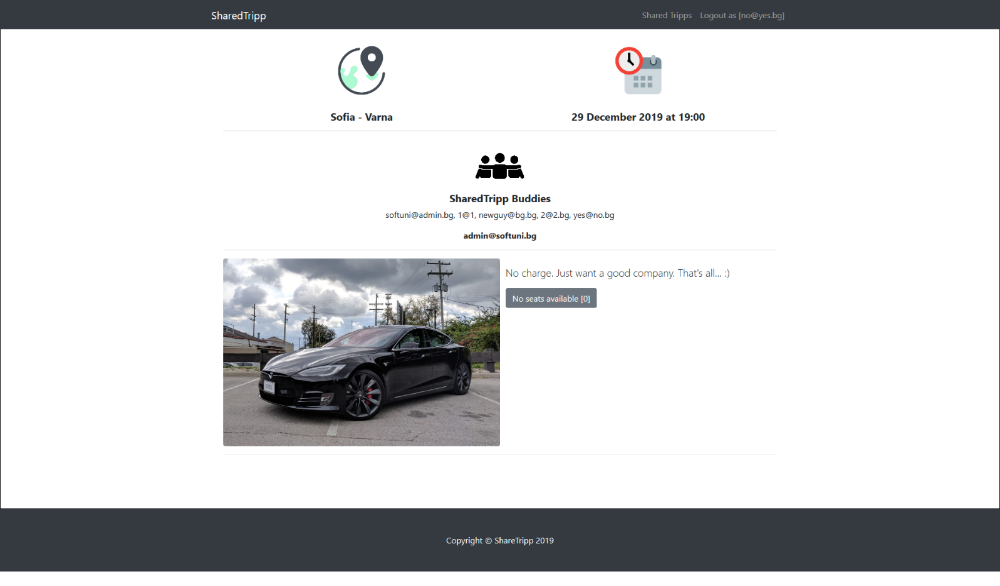 SharedTripp
Shared Tripps Logout as [no@yes.bg]
Sofia - Varna
29 December 2019 at 19:00
SharedTripp Buddies
softuni@admin.bg, 1@1, newguy@bg.bg, 2@2.bg, yes@no.bg
admin@softuni.bg
No charge. Just want a good company. That's all... :)
No seats available [0]
Copyright © ShareTripp 2019